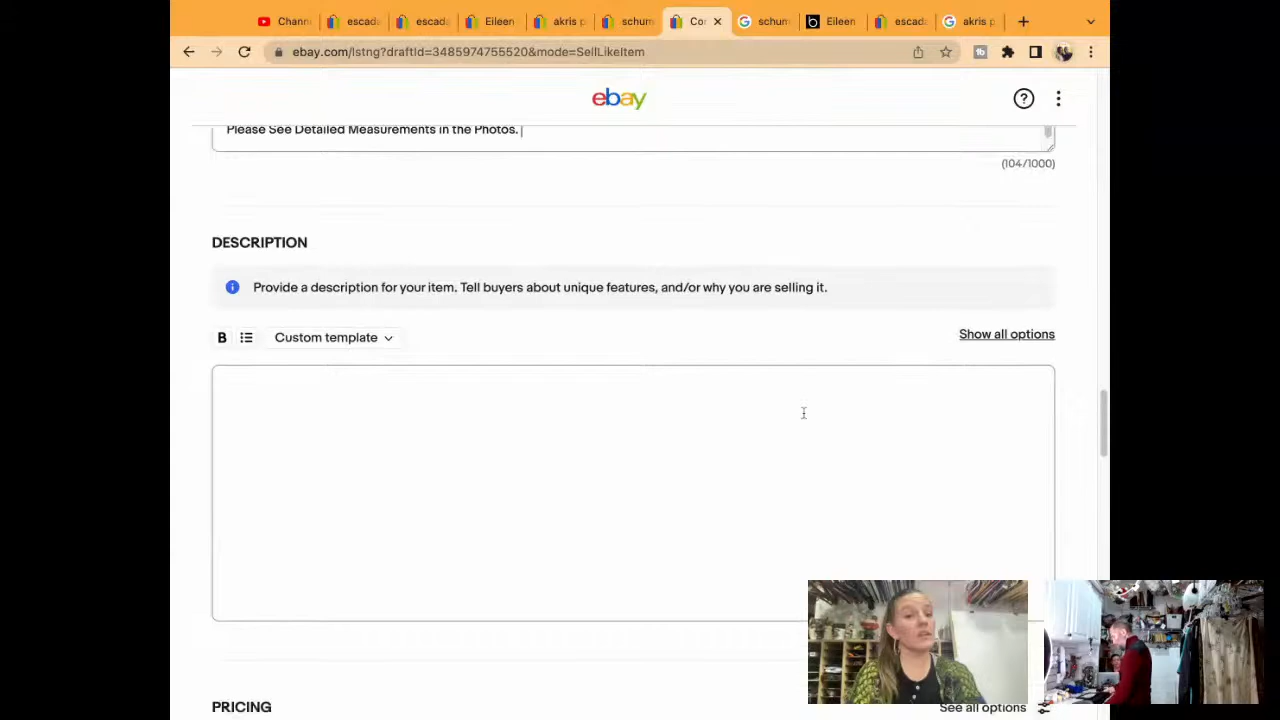 Chann
escada
escada
Eileen
akris p
schum
Cor
schum
Eileen
escada
akris p
ebay.com/lstng?draftId=3485974755520&mode=SellLikeItem
ebay
Please See Detailed Measurements in the Photos.
(104/1000)
DESCRIPTION
Provide a description for your item. Tell buyers about unique features, and/or why you are selling it.
B
Custom template
Show all options
PRICING
See all options